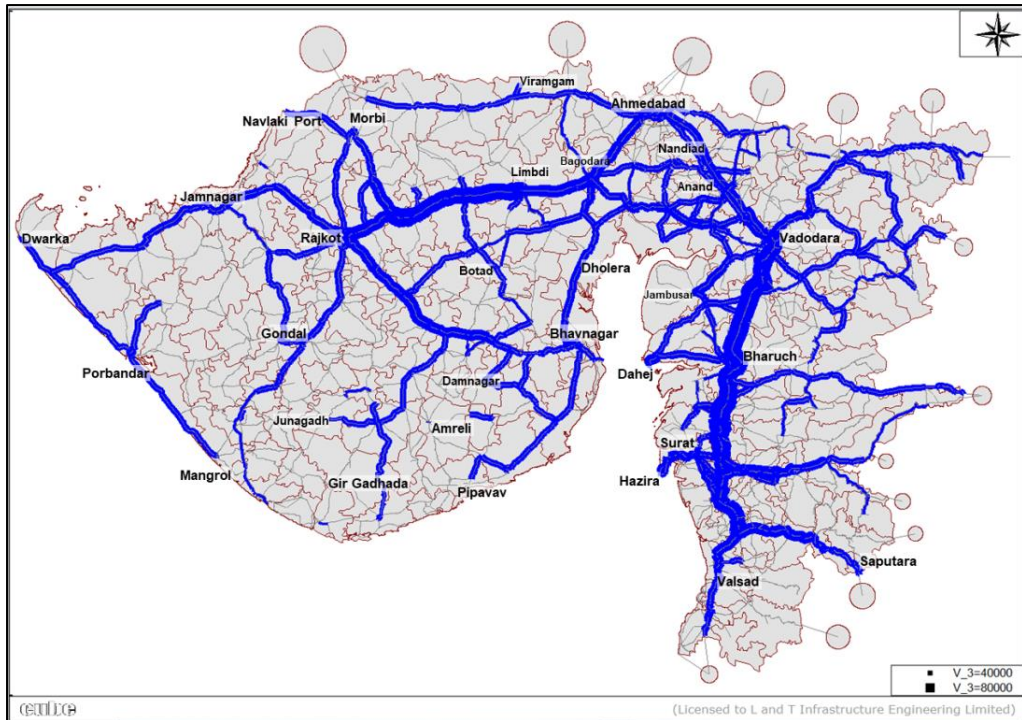 Viramgam
Ahmedabad
Navlaki Port
Morbi
Nandiad
Bagodara
Limbdi
Anand
Jamnagar
Dwarka
Rajkot
Vadodara
Botad
Dholera
Jambusar
Gondal
Bhavnagar
Bharuch
Porbandar
Dahej
Damnagar
Junagadh
Amreli
Surat
Mangrol
Gir Gadhada
Pipavav
Hazira
Saputara
Valsad
V_3=40000
V_3=80000
(Licensed to L and T Infrastructure Engineering Limited)